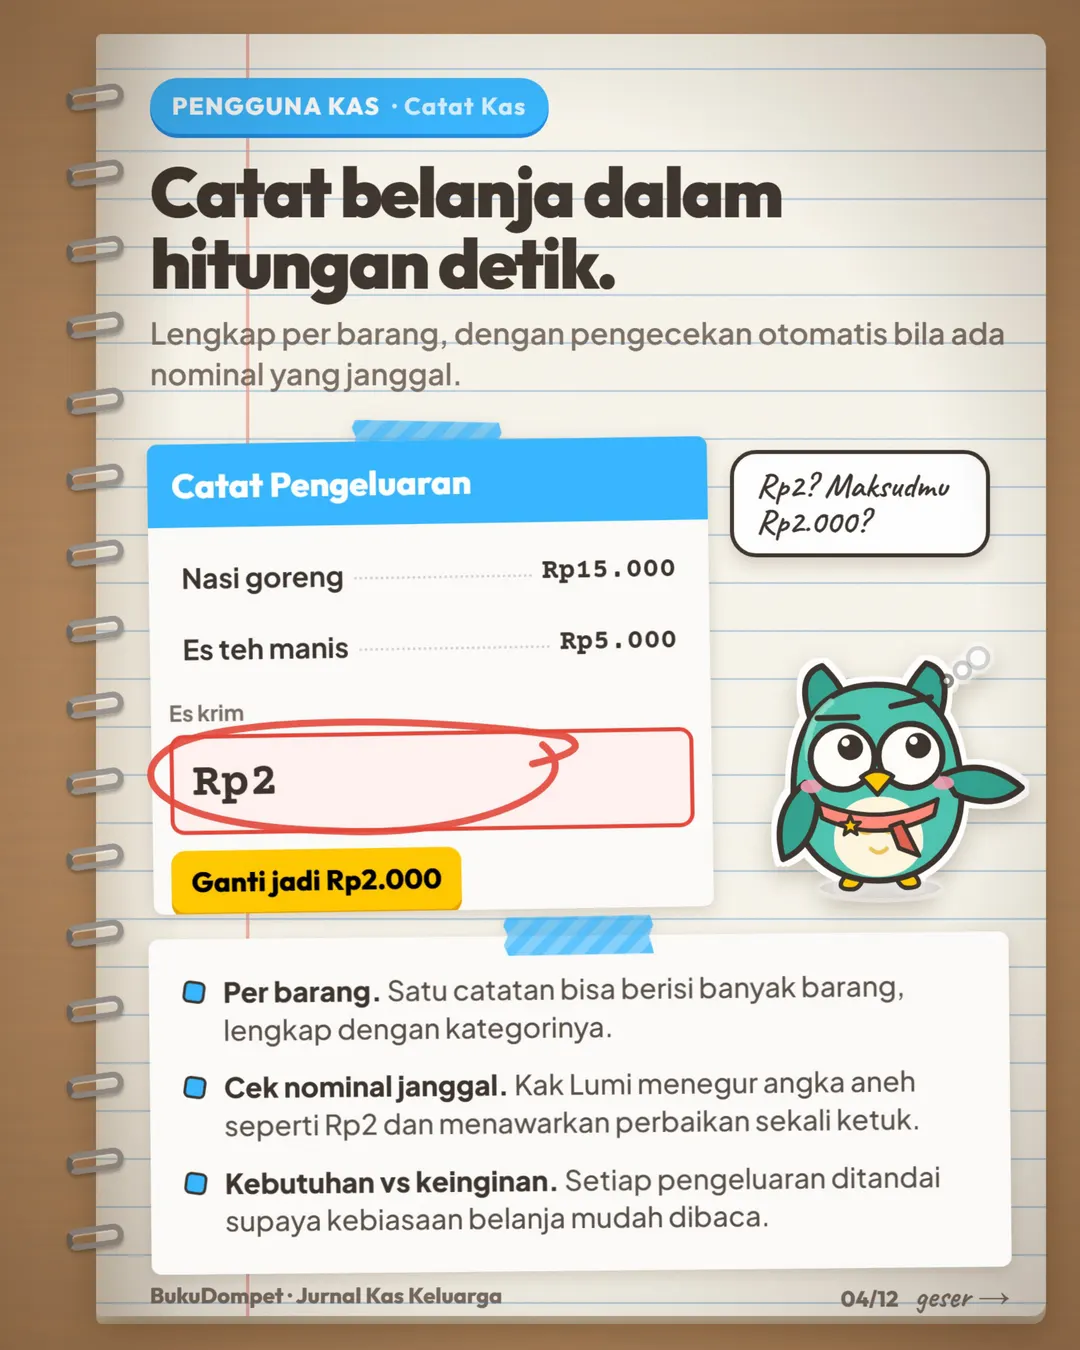 PENGGUNA KAS · Catat Kas
Catat belanja dalam
hitungan detik.
Lengkap per barang, dengan pengecekan otomatis bila ada
nominal yang janggal.
Catat Pengeluaran
Rp2? Maksudmu
Rp2.000?
Nasi goreng Rp15.000
Es teh manis Rp5.000
Es krim
Rp2
Ganti jadi Rp2.000
Per barang. Satu catatan bisa berisi banyak barang,
lengkap dengan kategorinya.
Cek nominal janggal. Kak Lumi menegur angka aneh
seperti Rp2 dan menawarkan perbaikan sekali ketuk.
Kebutuhan vs keinginan. Setiap pengeluaran ditandai
supaya kebiasaan belanja mudah dibaca.
BukuDompet · Jurnal Kas Keluarga
04/12 geser →